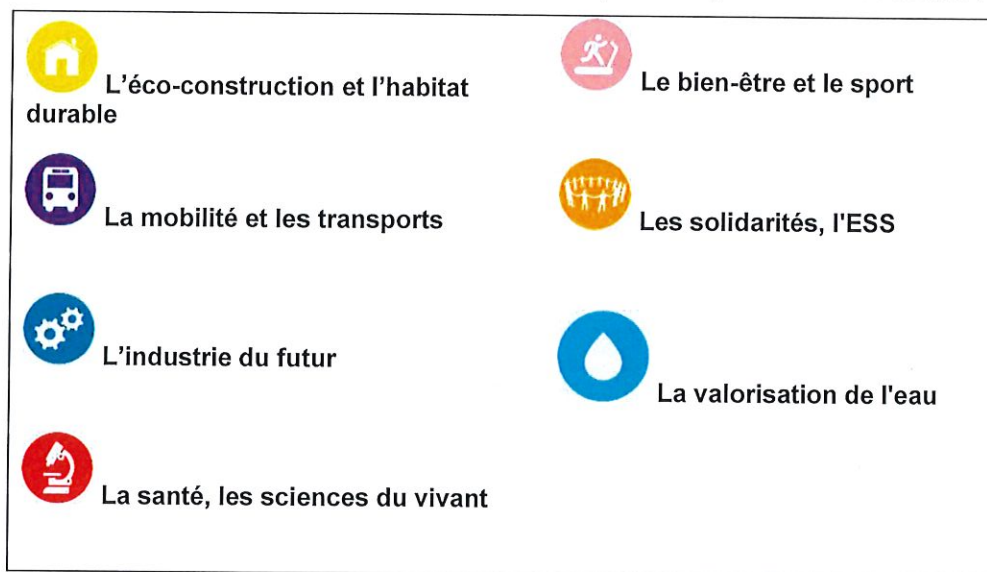 L'éco-construction et l'habitat
durable
La mobilité et les transports
L'industrie du futur
La santé, les sciences du vivant
Le bien-être et le sport
Les solidarités, l'ESS
La valorisation de l'eau